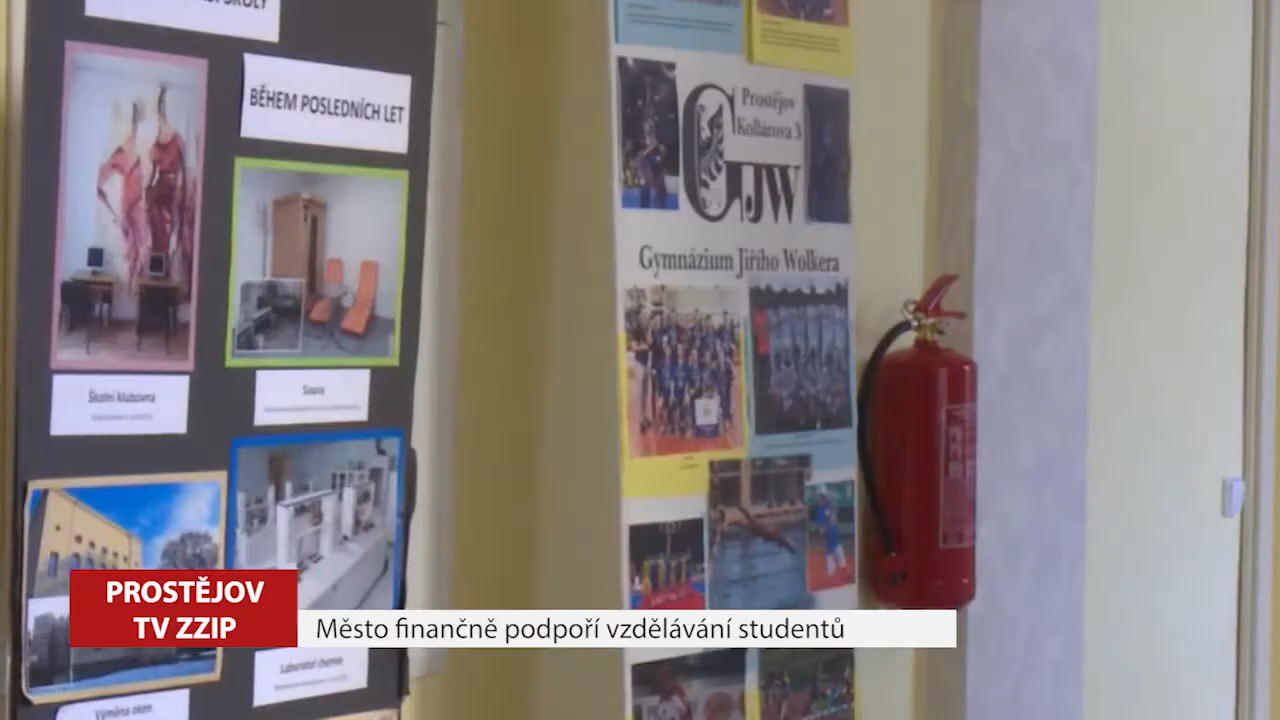 ŠKOLY
BĚHEM POSLEDNÍCH LET
Školní klubovna
Sauna
Laboratoř chemie
Výměna oken
Prostějov
Kollárova 3
GJW
Gymnázium Jiřího Wolkera
PROSTĚJOV
TV ZZIP
Město finančně podpoří vzdělávání studentů